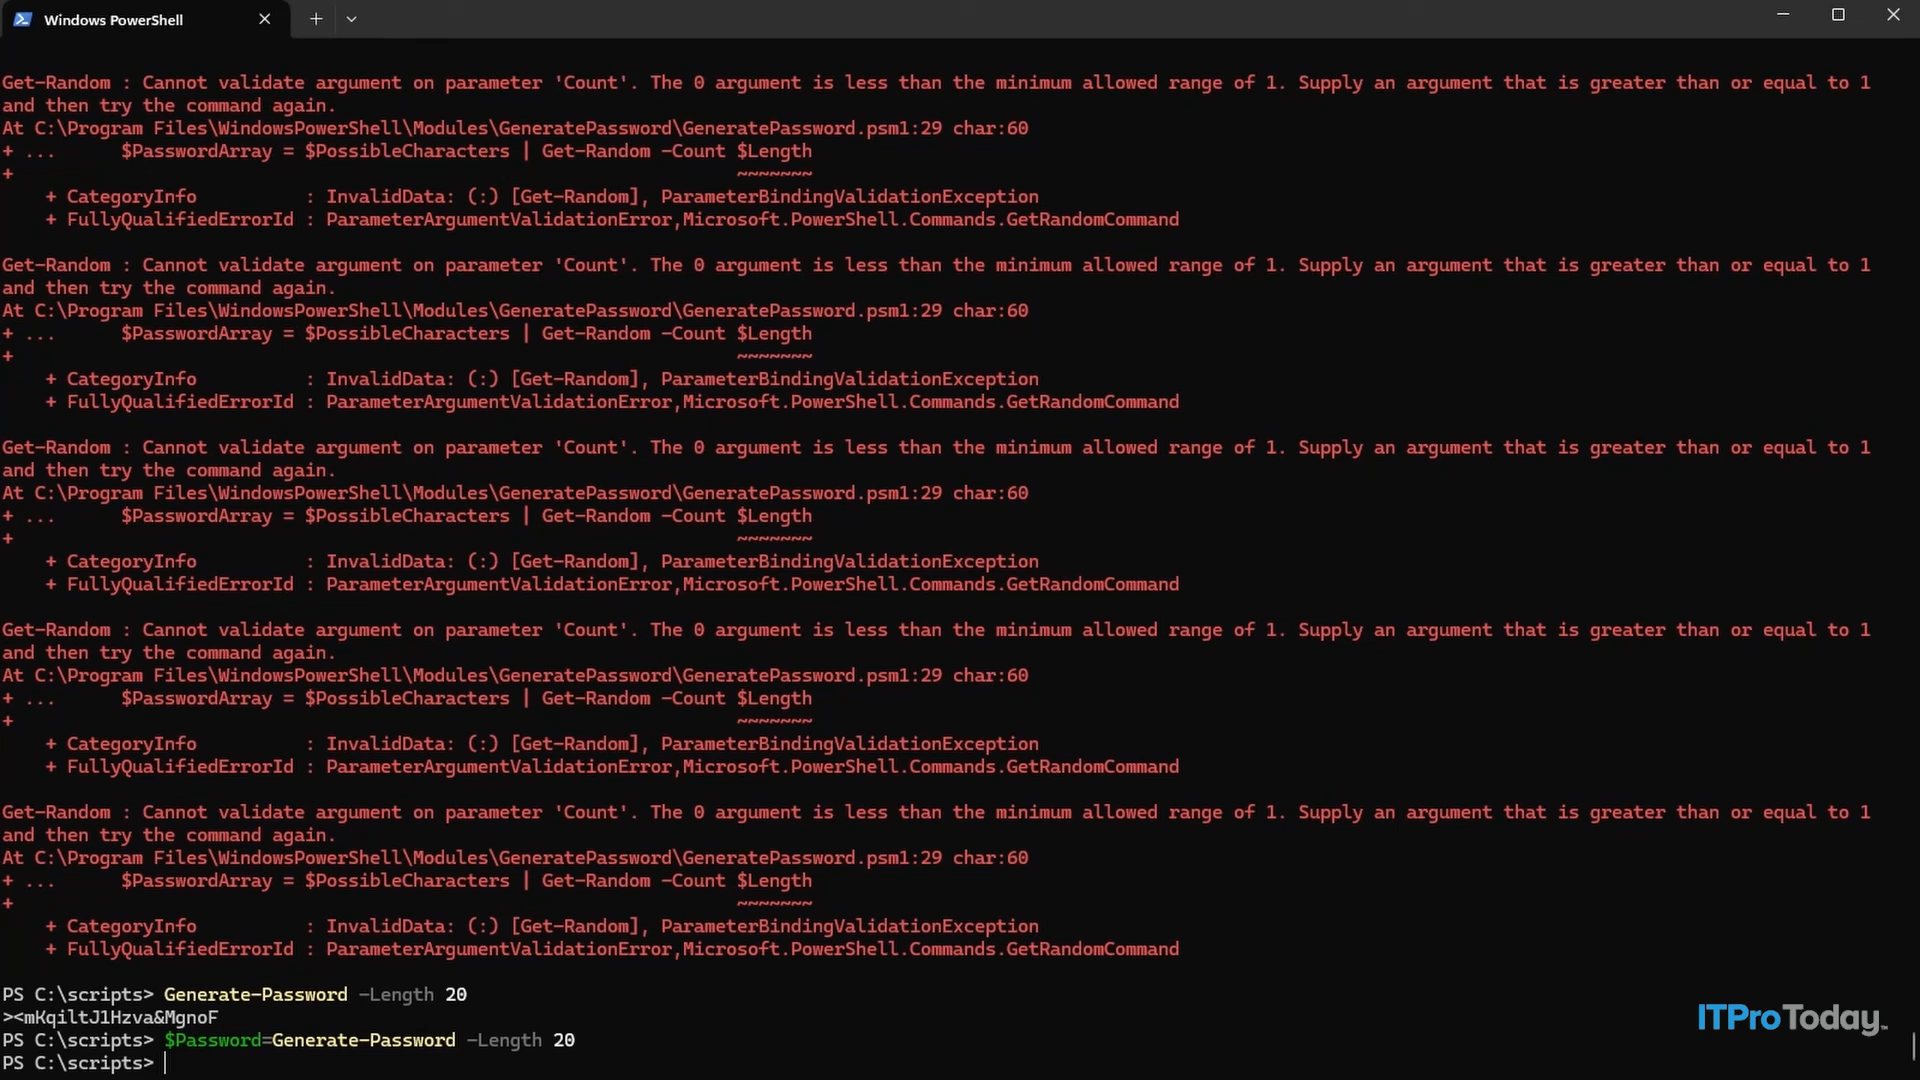 Windows PowerShell
Get-Random : Cannot validate argument on parameter 'Count'. The 0 argument is less than the minimum allowed range of 1. Supply an argument that is greater than or equal to 1
and then try the command again.
At C:\Program Files\WindowsPowerShell\Modules\GeneratePassword\GeneratePassword.psm1:29 char:60
+ ...      $PasswordArray = $PossibleCharacters | Get-Random -Count $Length
+                                                                   ~~~~~~~
    + CategoryInfo          : InvalidData: (:) [Get-Random], ParameterBindingValidationException
    + FullyQualifiedErrorId : ParameterArgumentValidationError,Microsoft.PowerShell.Commands.GetRandomCommand
Get-Random : Cannot validate argument on parameter 'Count'. The 0 argument is less than the minimum allowed range of 1. Supply an argument that is greater than or equal to 1
and then try the command again.
At C:\Program Files\WindowsPowerShell\Modules\GeneratePassword\GeneratePassword.psm1:29 char:60
+ ...      $PasswordArray = $PossibleCharacters | Get-Random -Count $Length
+                                                                   ~~~~~~~
    + CategoryInfo          : InvalidData: (:) [Get-Random], ParameterBindingValidationException
    + FullyQualifiedErrorId : ParameterArgumentValidationError,Microsoft.PowerShell.Commands.GetRandomCommand
Get-Random : Cannot validate argument on parameter 'Count'. The 0 argument is less than the minimum allowed range of 1. Supply an argument that is greater than or equal to 1
and then try the command again.
At C:\Program Files\WindowsPowerShell\Modules\GeneratePassword\GeneratePassword.psm1:29 char:60
+ ...      $PasswordArray = $PossibleCharacters | Get-Random -Count $Length
+                                                                   ~~~~~~~
    + CategoryInfo          : InvalidData: (:) [Get-Random], ParameterBindingValidationException
    + FullyQualifiedErrorId : ParameterArgumentValidationError,Microsoft.PowerShell.Commands.GetRandomCommand
Get-Random : Cannot validate argument on parameter 'Count'. The 0 argument is less than the minimum allowed range of 1. Supply an argument that is greater than or equal to 1
and then try the command again.
At C:\Program Files\WindowsPowerShell\Modules\GeneratePassword\GeneratePassword.psm1:29 char:60
+ ...      $PasswordArray = $PossibleCharacters | Get-Random -Count $Length
+                                                                   ~~~~~~~
    + CategoryInfo          : InvalidData: (:) [Get-Random], ParameterBindingValidationException
    + FullyQualifiedErrorId : ParameterArgumentValidationError,Microsoft.PowerShell.Commands.GetRandomCommand
Get-Random : Cannot validate argument on parameter 'Count'. The 0 argument is less than the minimum allowed range of 1. Supply an argument that is greater than or equal to 1
and then try the command again.
At C:\Program Files\WindowsPowerShell\Modules\GeneratePassword\GeneratePassword.psm1:29 char:60
+ ...      $PasswordArray = $PossibleCharacters | Get-Random -Count $Length
+                                                                   ~~~~~~~
    + CategoryInfo          : InvalidData: (:) [Get-Random], ParameterBindingValidationException
    + FullyQualifiedErrorId : ParameterArgumentValidationError,Microsoft.PowerShell.Commands.GetRandomCommand
PS C:\scripts> Generate-Password -Length 20
><mKqiltJ1Hzva&MgnoF
PS C:\scripts> $Password=Generate-Password -Length 20
PS C:\scripts>
ITProToday™